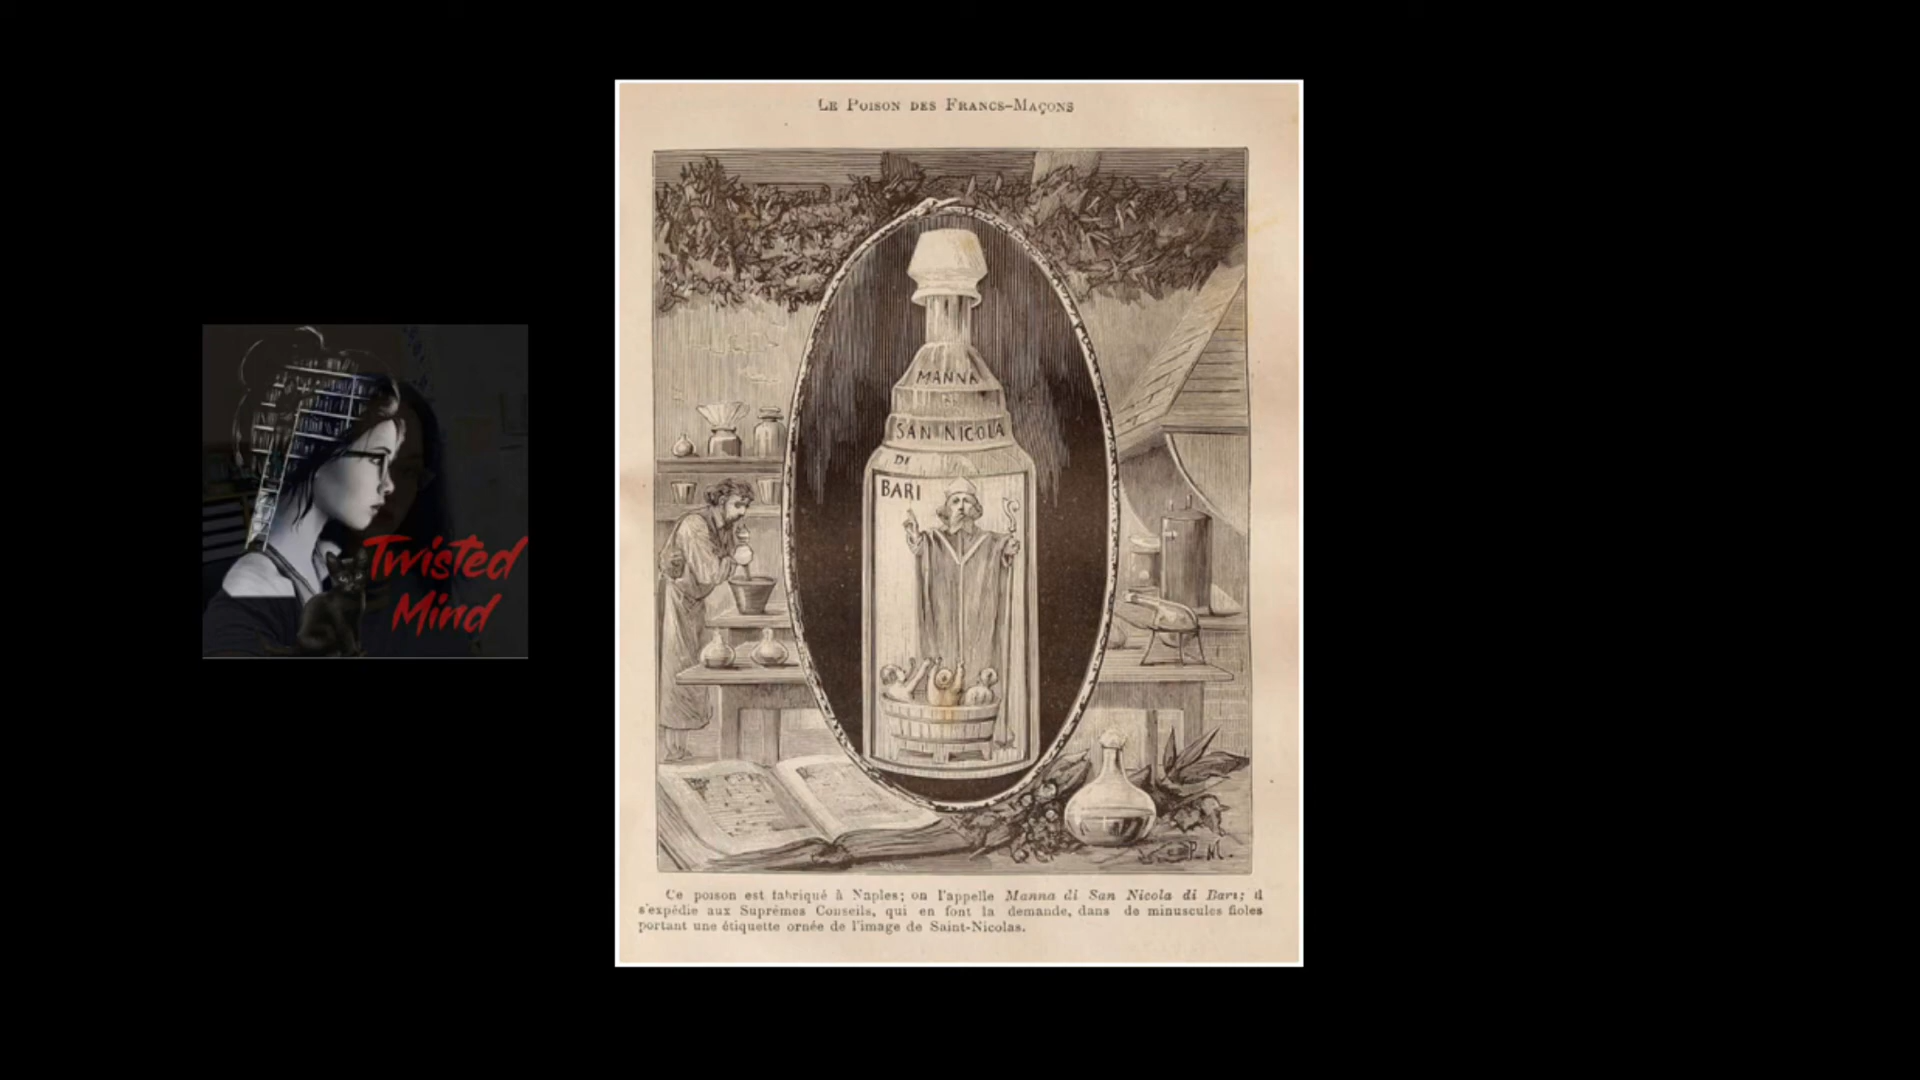 Le Poison des Francs-Maçons
MANNA
DI
SAN NICOLA
DI
BARI
Twisted
Mind
P. M.
Ce poison est fabriqué à Naples; on l'appelle Manna di San Nicola di Bari; il
s'expédie aux Suprêmes Conseils, qui en font la demande, dans de minuscules fioles
portant une étiquette ornée de l'image de Saint-Nicolas.